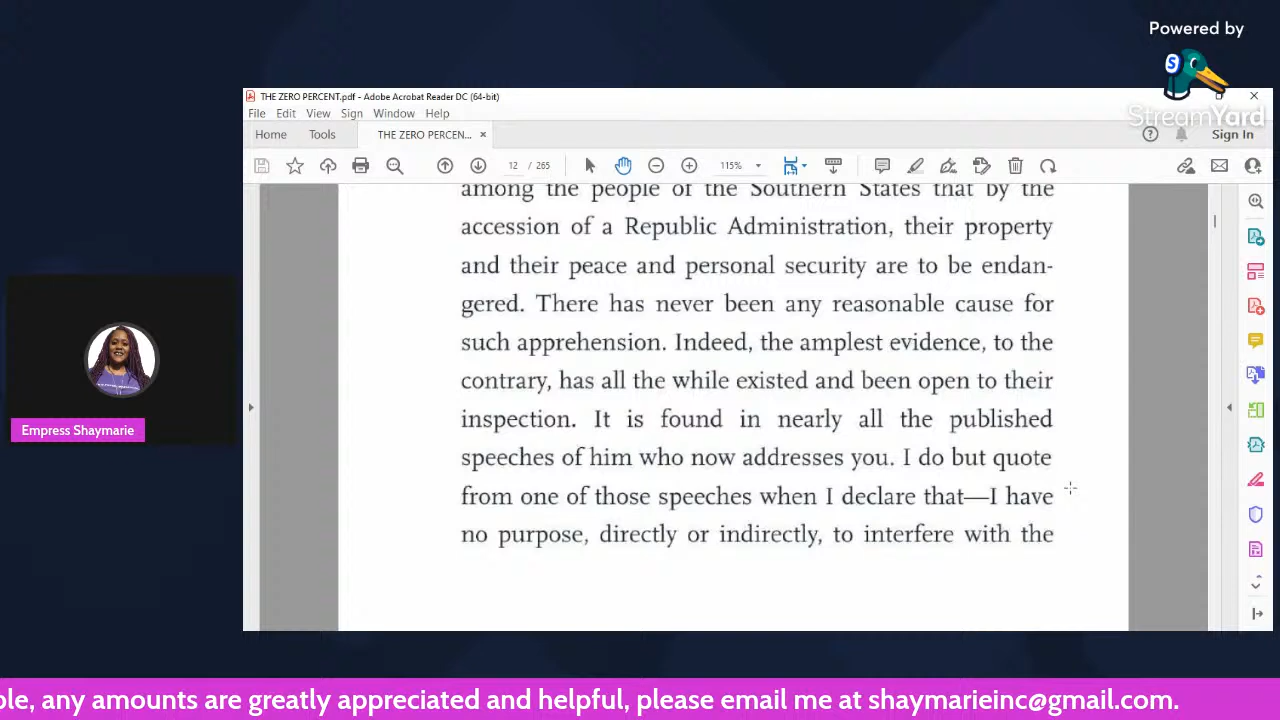 Powered by
StreamYard
THE ZERO PERCENT.pdf - Adobe Acrobat Reader DC (64-bit)
File Edit View Sign Window Help
Home Tools THE ZERO PERCEN... ×
Sign In
12 / 265
115%
among the people of the Southern States that by the
accession of a Republic Administration, their property
and their peace and personal security are to be endan-
gered. There has never been any reasonable cause for
such apprehension. Indeed, the amplest evidence, to the
contrary, has all the while existed and been open to their
inspection. It is found in nearly all the published
speeches of him who now addresses you. I do but quote
from one of those speeches when I declare that—I have
no purpose, directly or indirectly, to interfere with the
Empress Shaymarie
ple, any amounts are greatly appreciated and helpful, please email me at shaymarieinc@gmail.com.